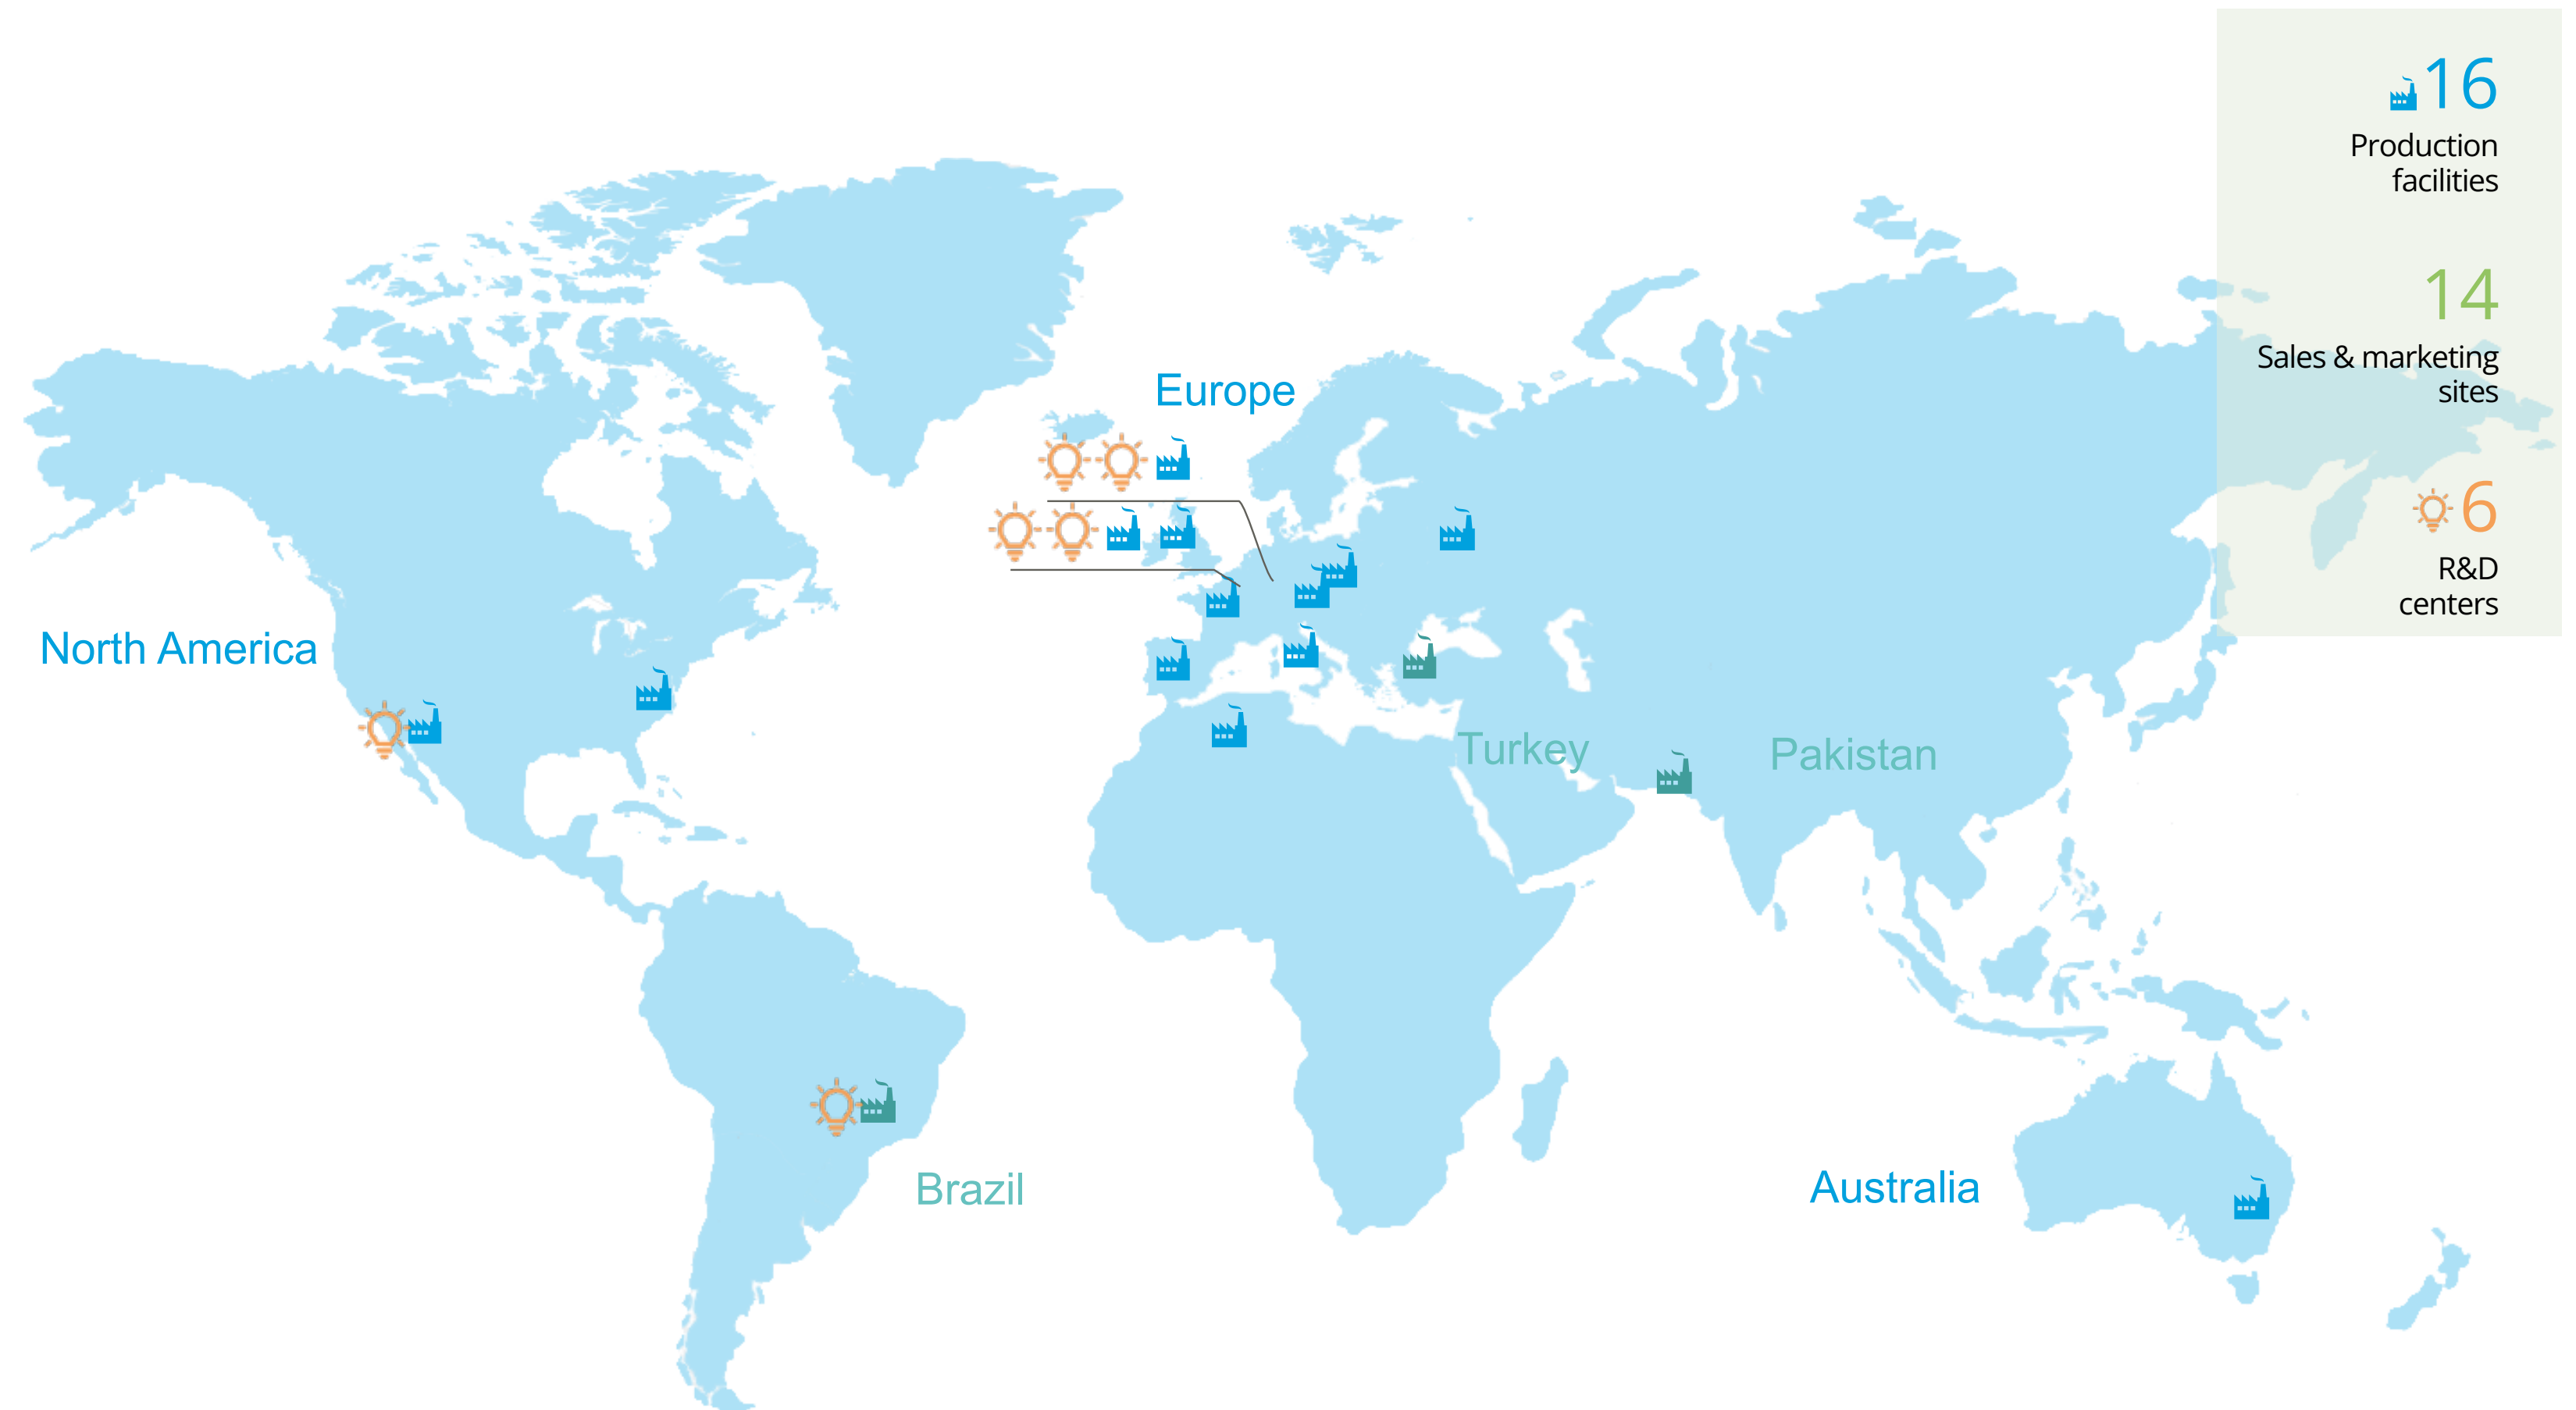 16
Production
facilities
14
Sales & marketing
sites
6
R&D
centers
Europe
North America
Turkey
Pakistan
Brazil
Australia